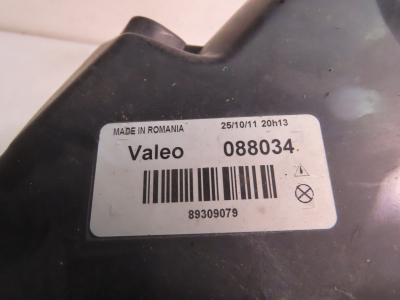 MADE IN ROMANIA 25/10/11 20h13
Valeo 088034
89309079